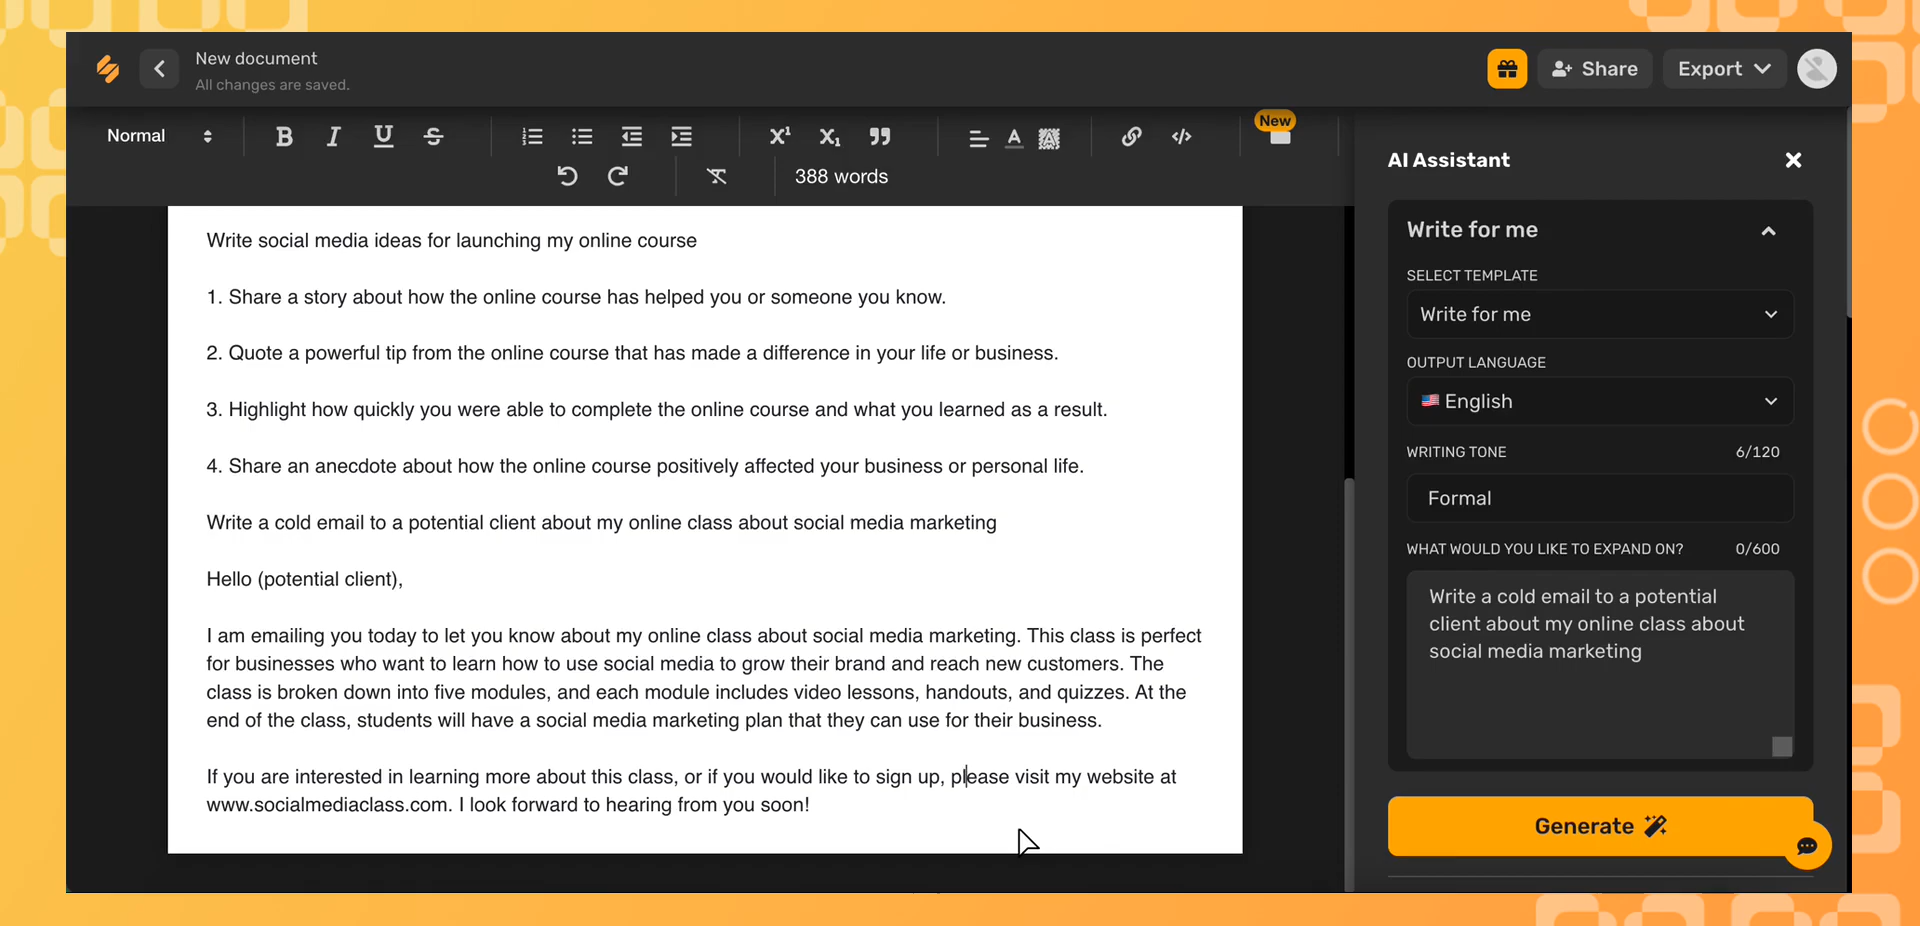 New document
All changes are saved.
Share
Export
Normal
B I U S
X¹ X₁
A
New
388 words
Write social media ideas for launching my online course
1. Share a story about how the online course has helped you or someone you know.
2. Quote a powerful tip from the online course that has made a difference in your life or business.
3. Highlight how quickly you were able to complete the online course and what you learned as a result.
4. Share an anecdote about how the online course positively affected your business or personal life.
Write a cold email to a potential client about my online class about social media marketing
Hello (potential client),
I am emailing you today to let you know about my online class about social media marketing. This class is perfect
for businesses who want to learn how to use social media to grow their brand and reach new customers. The
class is broken down into five modules, and each module includes video lessons, handouts, and quizzes. At the
end of the class, students will have a social media marketing plan that they can use for their business.
If you are interested in learning more about this class, or if you would like to sign up, please visit my website at
www.socialmediaclass.com. I look forward to hearing from you soon!
AI Assistant
Write for me
SELECT TEMPLATE
Write for me
OUTPUT LANGUAGE
English
WRITING TONE 6/120
Formal
WHAT WOULD YOU LIKE TO EXPAND ON? 0/600
Write a cold email to a potential
client about my online class about
social media marketing
Generate